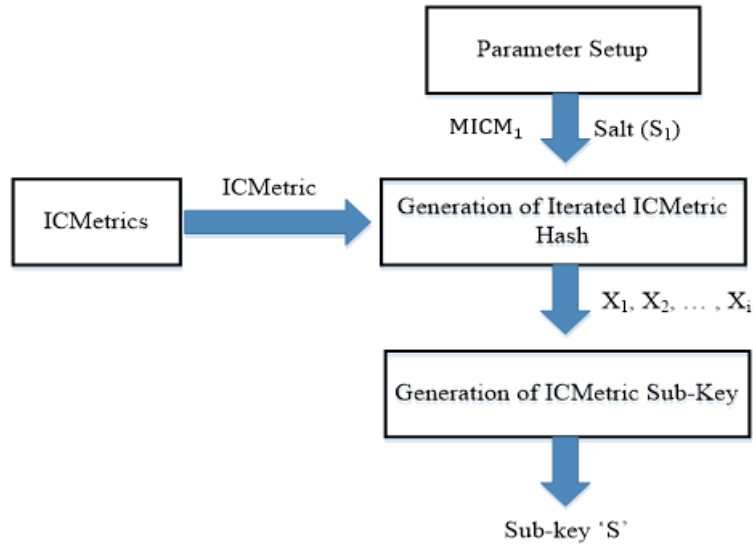 Parameter Setup
MICM₁ Salt (S₁)
ICMetrics
ICMetric
Generation of Iterated ICMetric
Hash
X₁, X₂, … , Xᵢ
Generation of ICMetric Sub-Key
Sub-key ‘S’